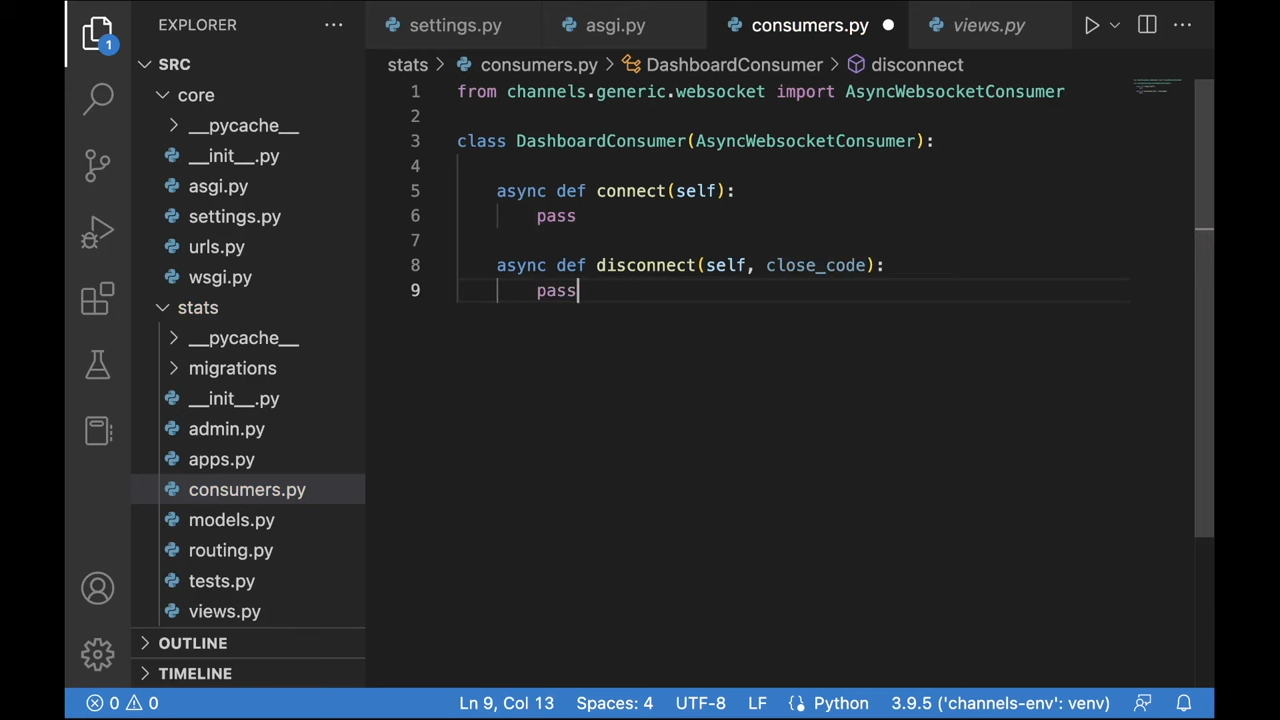 EXPLORER
1
SRC
core
__pycache__
__init__.py
asgi.py
settings.py
urls.py
wsgi.py
stats
__pycache__
migrations
__init__.py
admin.py
apps.py
consumers.py
models.py
routing.py
tests.py
views.py
OUTLINE
TIMELINE
settings.py asgi.py consumers.py views.py
stats > consumers.py > DashboardConsumer > disconnect
1 from channels.generic.websocket import AsyncWebsocketConsumer
2
3 class DashboardConsumer(AsyncWebsocketConsumer):
4
5 async def connect(self):
6 pass
7
8 async def disconnect(self, close_code):
9 pass
0 0 Ln 9, Col 13 Spaces: 4 UTF-8 LF Python 3.9.5 ('channels-env': venv)